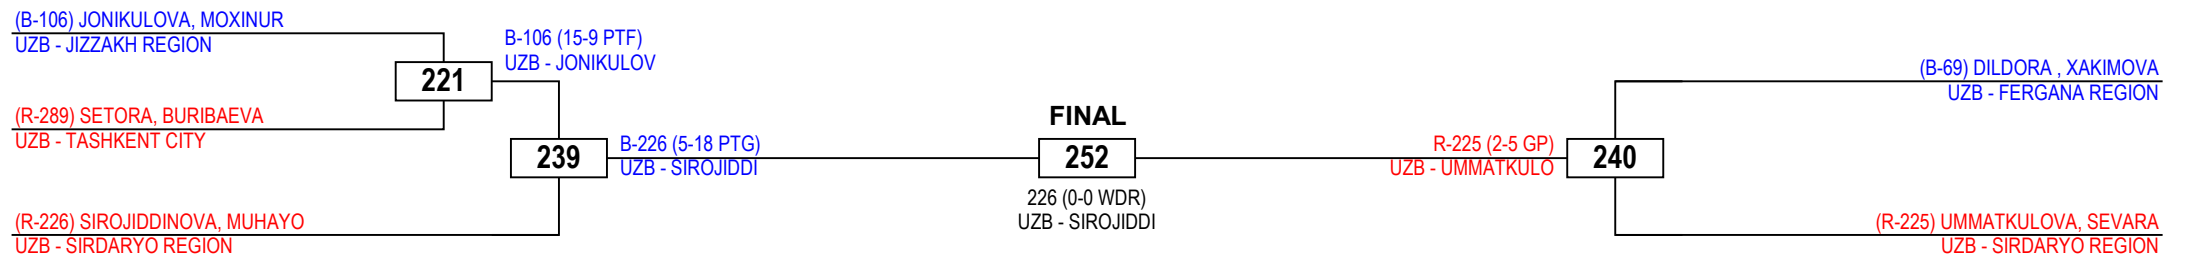 (B-106) JONIKULOVA, MOXINUR
UZB - JIZZAKH REGION
B-106 (15-9 PTF)
UZB - JONIKULOV
221
(R-289) SETORA, BURIBAEVA
UZB - TASHKENT CITY
239
B-226 (5-18 PTG)
UZB - SIROJIDDI
(R-226) SIROJIDDINOVA, MUHAYO
UZB - SIRDARYO REGION
FINAL
252
226 (0-0 WDR)
UZB - SIROJIDDI
R-225 (2-5 GP)
UZB - UMMATKULO
240
(B-69) DILDORA , XAKIMOVA
UZB - FERGANA REGION
(R-225) UMMATKULOVA, SEVARA
UZB - SIRDARYO REGION